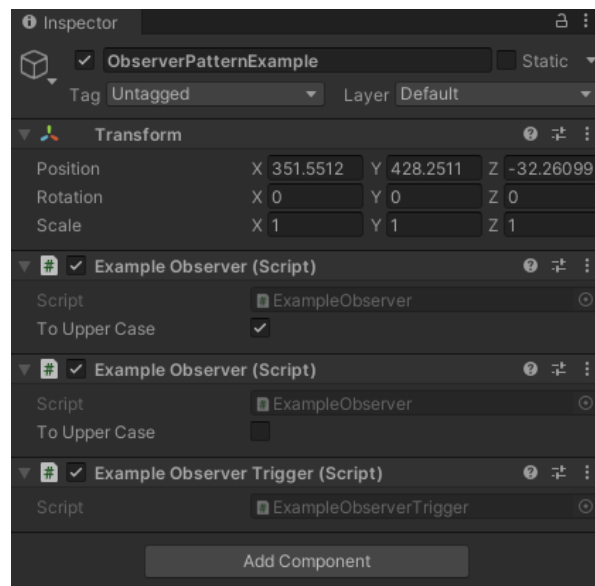 Inspector
ObserverPatternExample Static
Tag Untagged Layer Default
Transform
Position X 351.5512 Y 428.2511 Z -32.26099
Rotation X 0 Y 0 Z 0
Scale X 1 Y 1 Z 1
# Example Observer (Script)
Script # ExampleObserver
To Upper Case
# Example Observer (Script)
Script # ExampleObserver
To Upper Case
# Example Observer Trigger (Script)
Script # ExampleObserverTrigger
Add Component